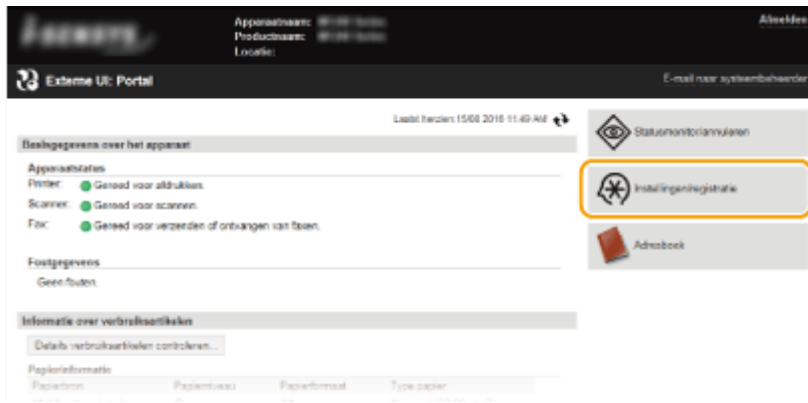 i-SENSYS
Apparaatnaam:
Productnaam:
Locatie:
Afmelden
Externe UI: Portal
E-mail naar systeembeheerder
Laatst herzien: 15/08 2016 11:49 AM
Basisgegevens over het apparaat
Apparaatstatus
Printer: Gereed voor afdrukken.
Scanner: Gereed voor scannen.
Fax: Gereed voor verzenden of ontvangen van faxen.
Foutgegevens
Geen fouten.
Informatie over verbruiksartikelen
Details verbruiksartikelen controleren...
Papierinformatie
Papierbron Papierniveau Papierformaat Type papier
Statusmonitor/annuleren
Instellingen/registratie
Adresboek